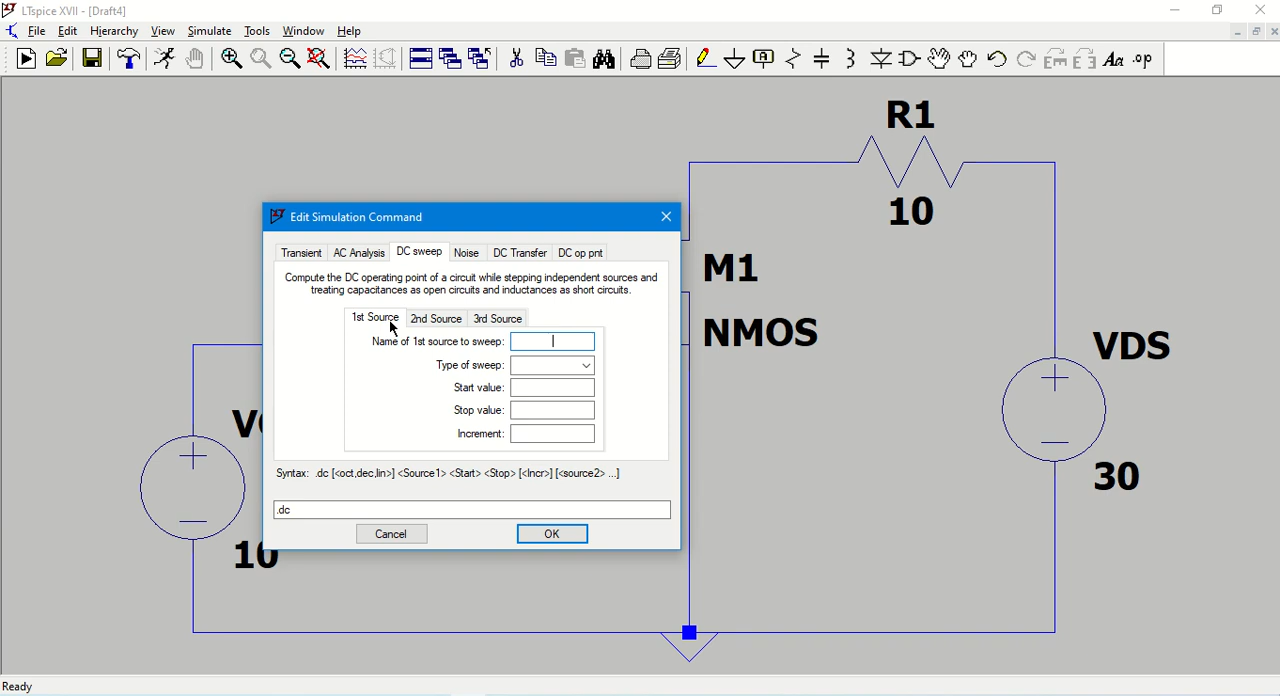 LTspice XVII - [Draft4]
File Edit Hierarchy View Simulate Tools Window Help
Aa .op
R1
10
M1
NMOS
VDS
30
10
Edit Simulation Command
Transient AC Analysis DC sweep Noise DC Transfer DC op pnt
Compute the DC operating point of a circuit while stepping independent sources and
treating capacitances as open circuits and inductances as short circuits.
1st Source 2nd Source 3rd Source
Name of 1st source to sweep:
Type of sweep:
Start value:
Stop value:
Increment:
Syntax: .dc [<oct,dec,lin>] <Source1> <Start> <Stop> [<Incr>] [<source2> ...]
.dc
Cancel OK
Ready